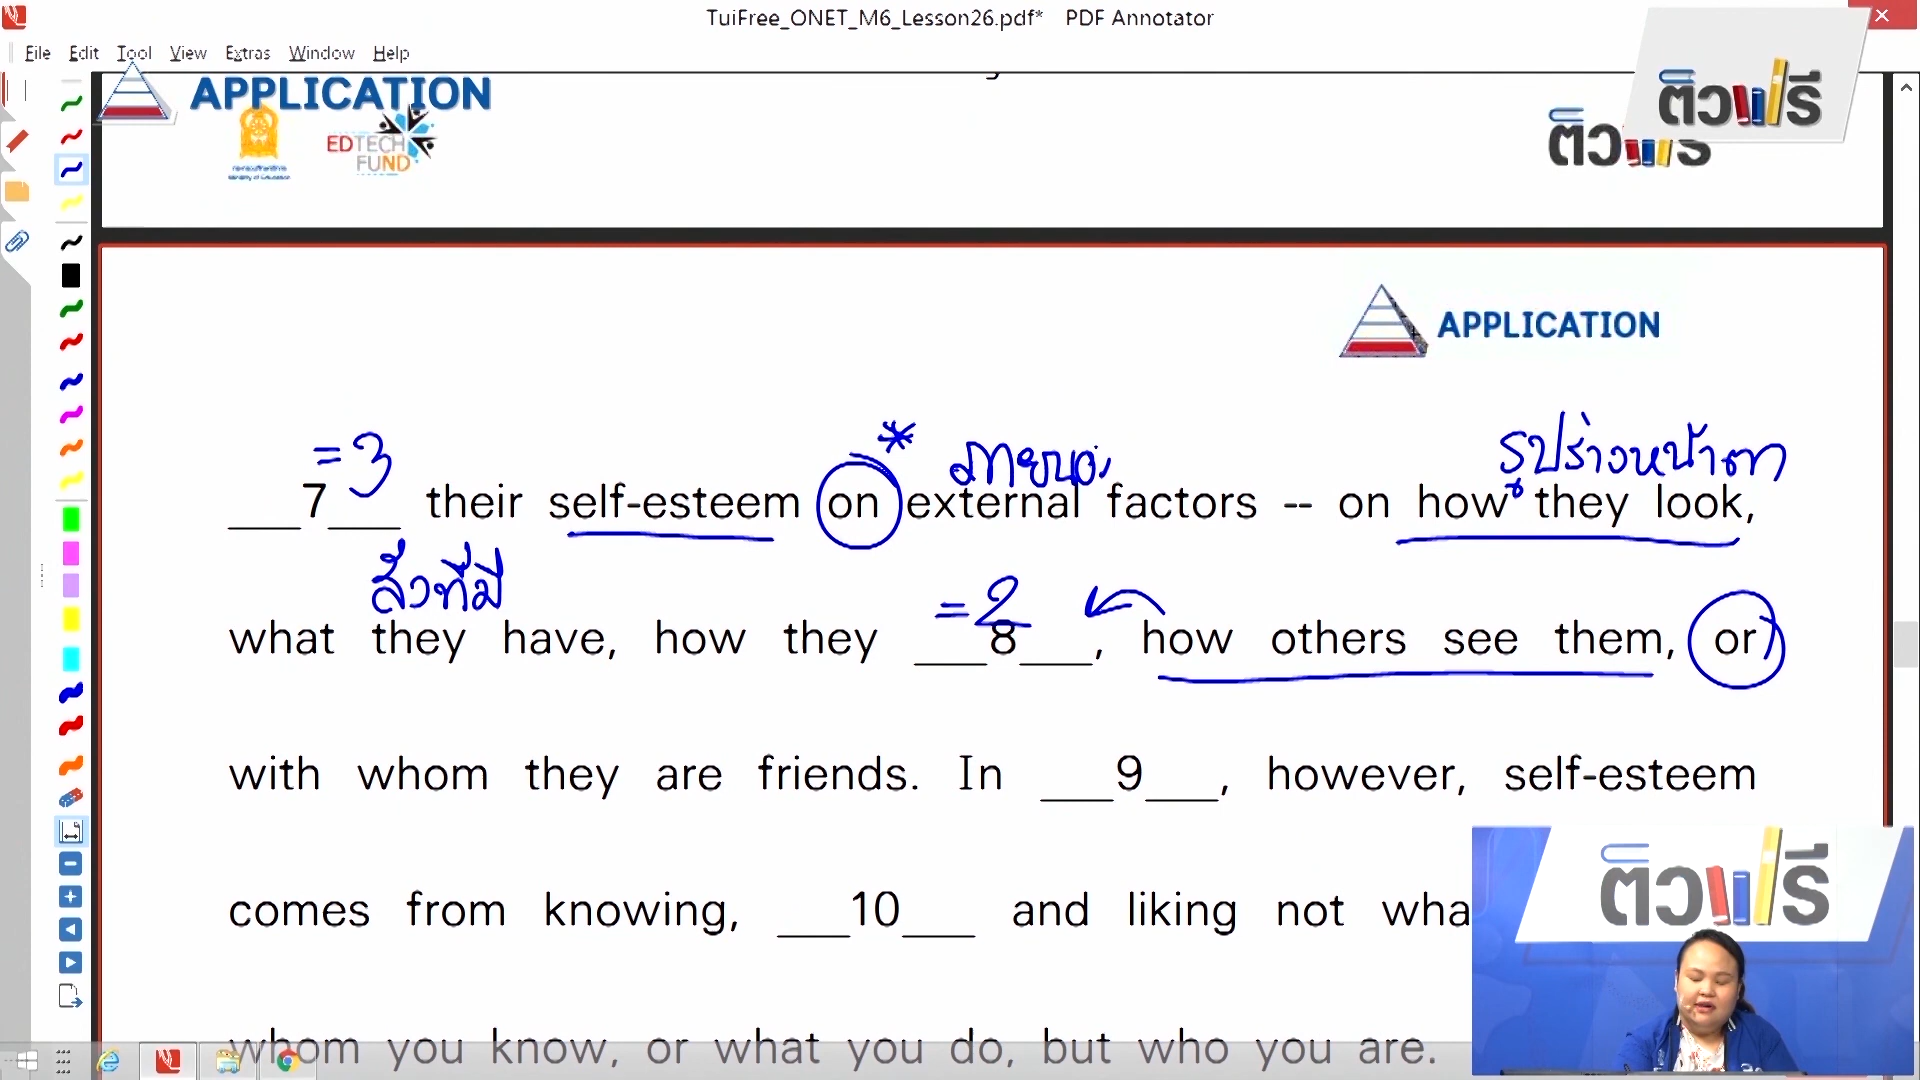 TuiFree_ONET_M6_Lesson26.pdf* PDF Annotator
File Edit Tool View Extras Window Help
APPLICATION
EDTECH
FUND
ติวฟรี
ติวฟรี
APPLICATION
=3 * ภายนอก รูปร่างหน้าตา
___7___ their self-esteem on external factors -- on how they look,
สิ่งที่มี =2
what they have, how they ___8___, how others see them, or
with whom they are friends. In ___9___, however, self-esteem
comes from knowing, ___10___ and liking not wha
ติวฟรี
whom you know, or what you do, but who you are.